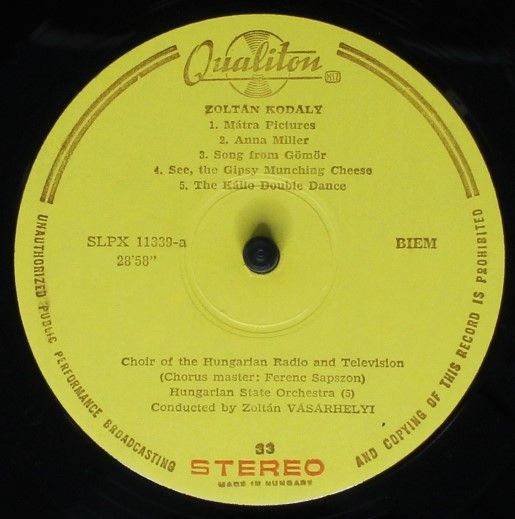 Qualiton
ZOLTÁN KODÁLY
1. Mátra Pictures
2. Anna Miller
3. Song from Gömör
4. See, the Gipsy Munching Cheese
5. The Kálló Double Dance
SLPX 11339-a
28'58"
BIEM
Choir of the Hungarian Radio and Television
(Chorus master: Ferenc Sapszon)
Hungarian State Orchestra (5)
Conducted by Zoltán VÁSÁRHELYI
33
STEREO
MADE IN HUNGARY
UNAUTHORIZED PUBLIC PERFORMANCE BROADCASTING AND COPYING OF THIS RECORD IS PROHIBITED